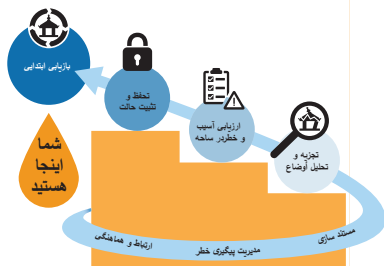 بازیابی ابتدایی
تحفظ و
تثبیت حالت
ارزیابی آسیب
و خطردر ساحه
تجزیه و
تحلیل أوضاع
شما
اینجا
هستید
ارتباط و هماهنگی
مدیریت پیگیری خطر
مستند سازی